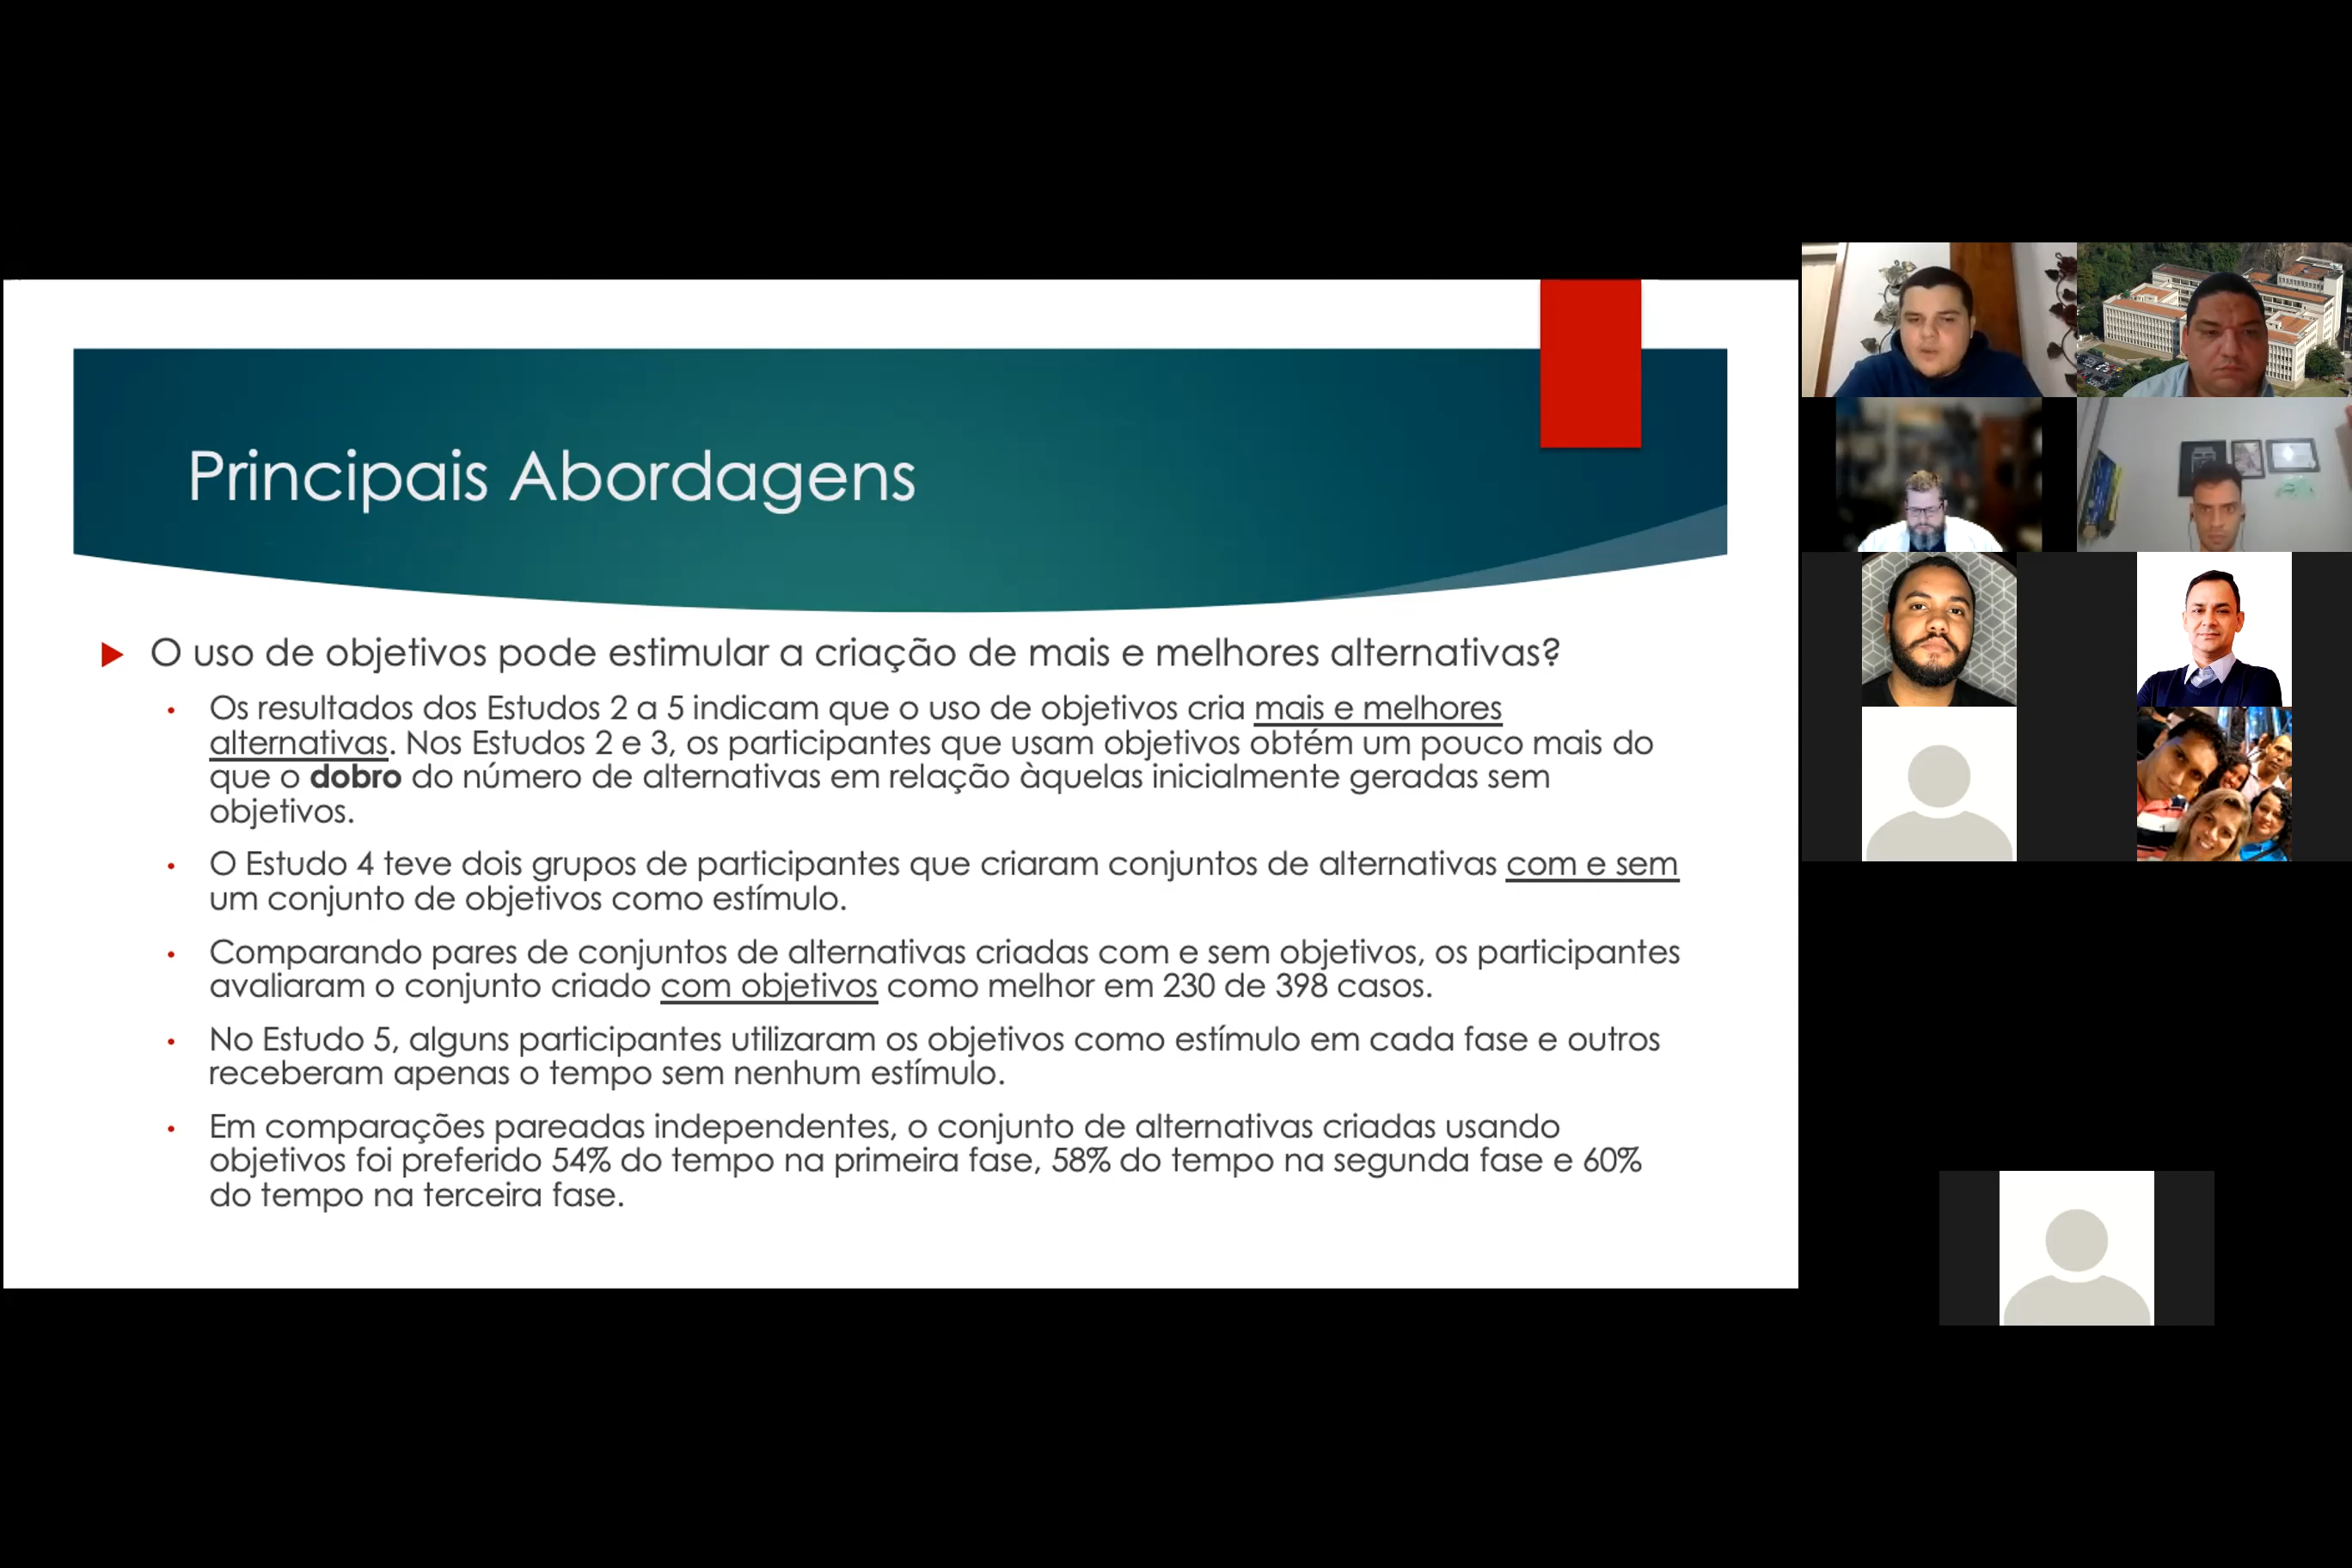 Principais Abordagens
O uso de objetivos pode estimular a criação de mais e melhores alternativas?
Os resultados dos Estudos 2 a 5 indicam que o uso de objetivos cria mais e melhores
alternativas. Nos Estudos 2 e 3, os participantes que usam objetivos obtém um pouco mais do
que o dobro do número de alternativas em relação àquelas inicialmente geradas sem
objetivos.
O Estudo 4 teve dois grupos de participantes que criaram conjuntos de alternativas com e sem
um conjunto de objetivos como estímulo.
Comparando pares de conjuntos de alternativas criadas com e sem objetivos, os participantes
avaliaram o conjunto criado com objetivos como melhor em 230 de 398 casos.
No Estudo 5, alguns participantes utilizaram os objetivos como estímulo em cada fase e outros
receberam apenas o tempo sem nenhum estímulo.
Em comparações pareadas independentes, o conjunto de alternativas criadas usando
objetivos foi preferido 54% do tempo na primeira fase, 58% do tempo na segunda fase e 60%
do tempo na terceira fase.